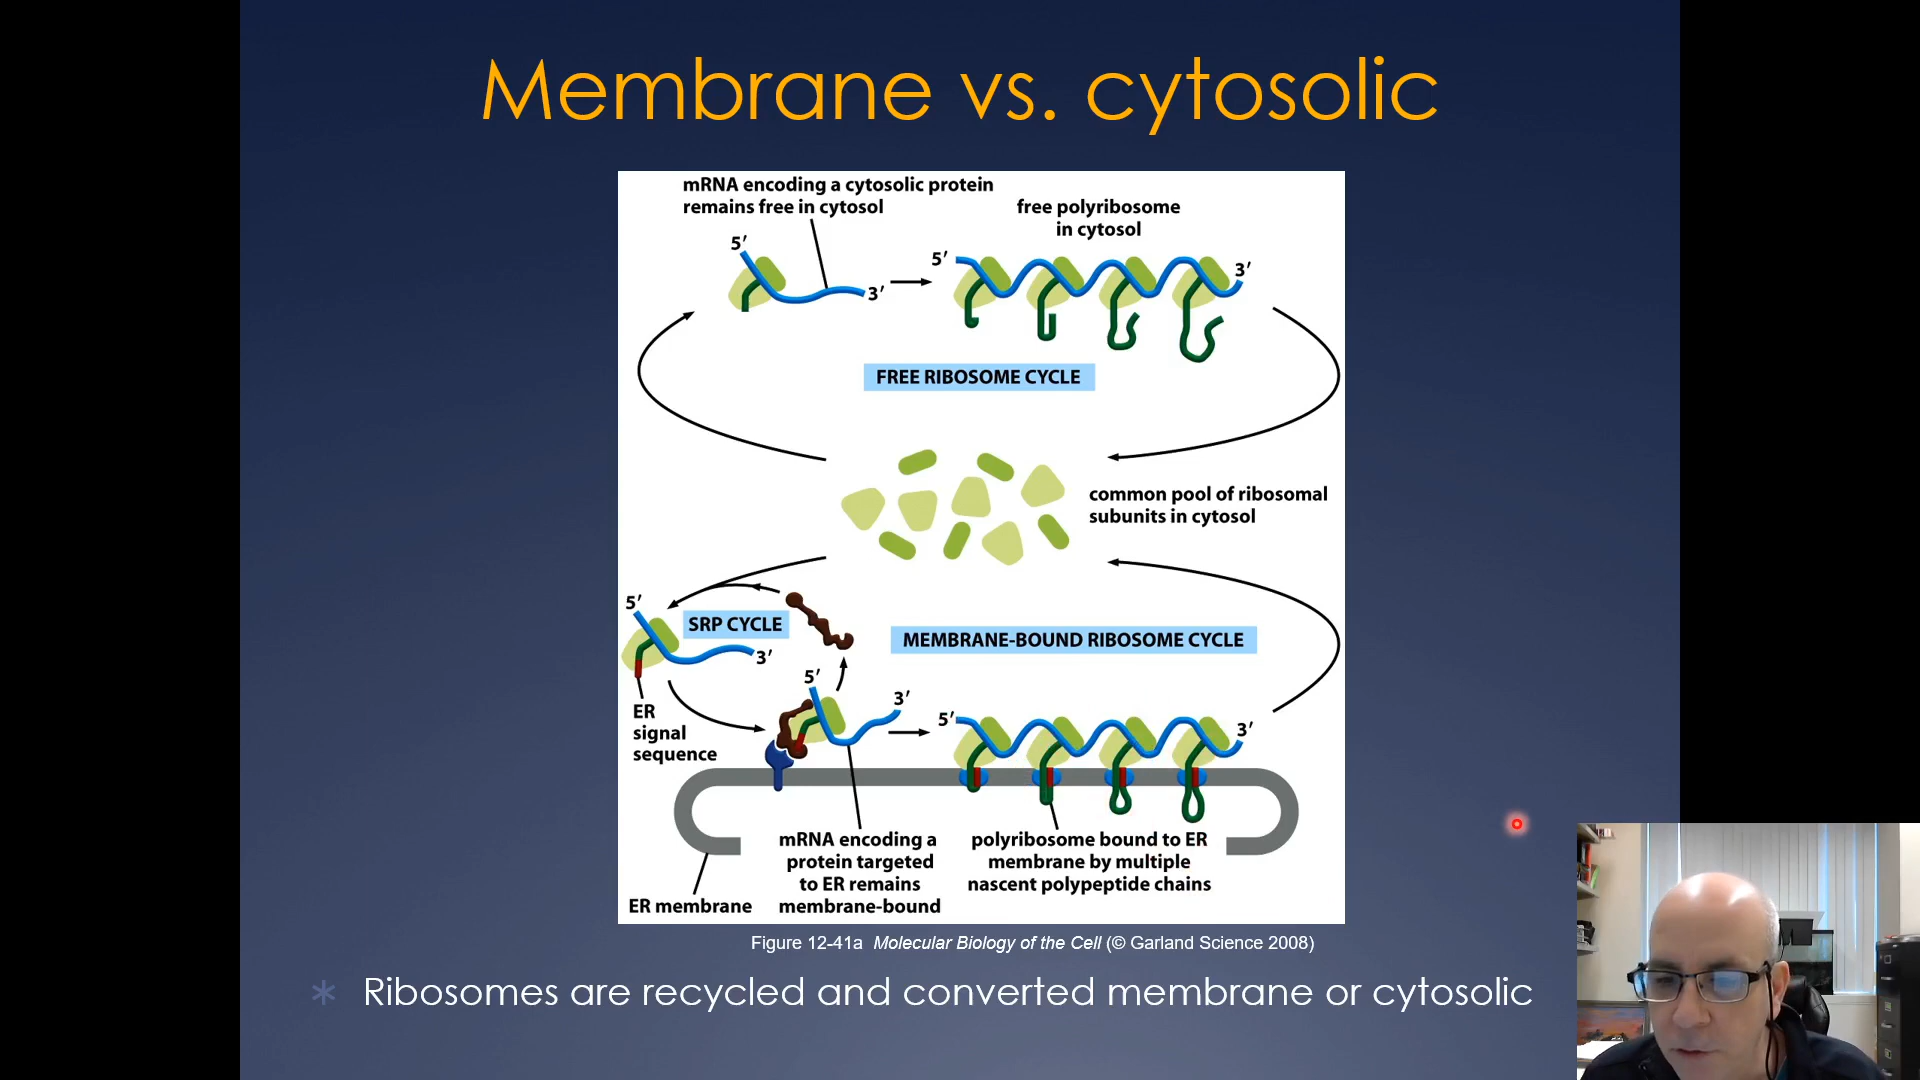 Membrane vs. cytosolic
mRNA encoding a cytosolic protein
remains free in cytosol
free polyribosome
in cytosol
5′
3′
5′
3′
FREE RIBOSOME CYCLE
common pool of ribosomal
subunits in cytosol
5′
SRP CYCLE
3′
MEMBRANE-BOUND RIBOSOME CYCLE
5′
3′
5′
3′
ER
signal
sequence
mRNA encoding a
protein targeted
to ER remains
membrane-bound
polyribosome bound to ER
membrane by multiple
nascent polypeptide chains
ER membrane
Figure 12-41a Molecular Biology of the Cell (© Garland Science 2008)
* Ribosomes are recycled and converted membrane or cytosolic